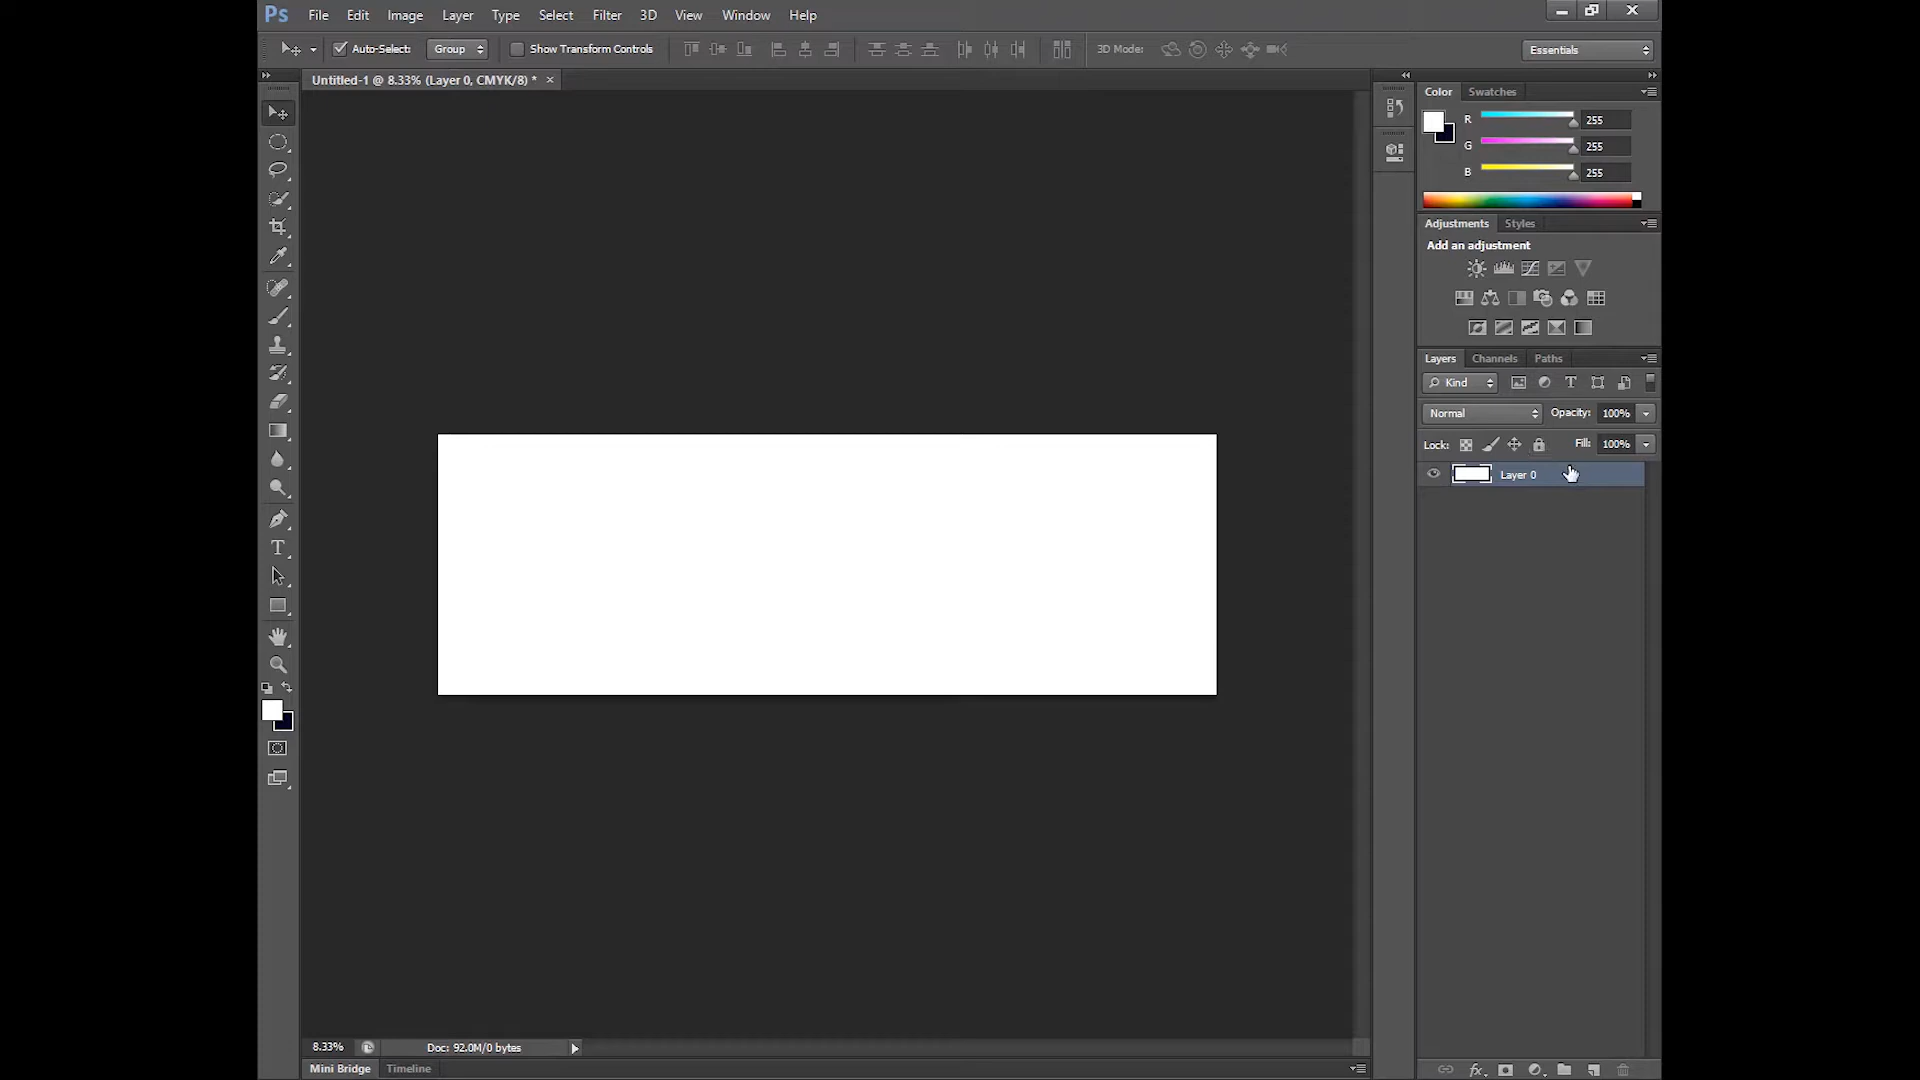 Ps File Edit Image Layer Type Select Filter 3D View Window Help
Auto-Select: Group Show Transform Controls 3D Mode: Essentials
Untitled-1 @ 8.33% (Layer 0, CMYK/8) * ×
Color Swatches
R 255
G 255
B 255
Adjustments Styles
Add an adjustment
Layers Channels Paths
Kind
Normal Opacity: 100%
Lock: Fill: 100%
Layer 0
8.33% Doc: 92.0M/0 bytes
Mini Bridge Timeline
fx